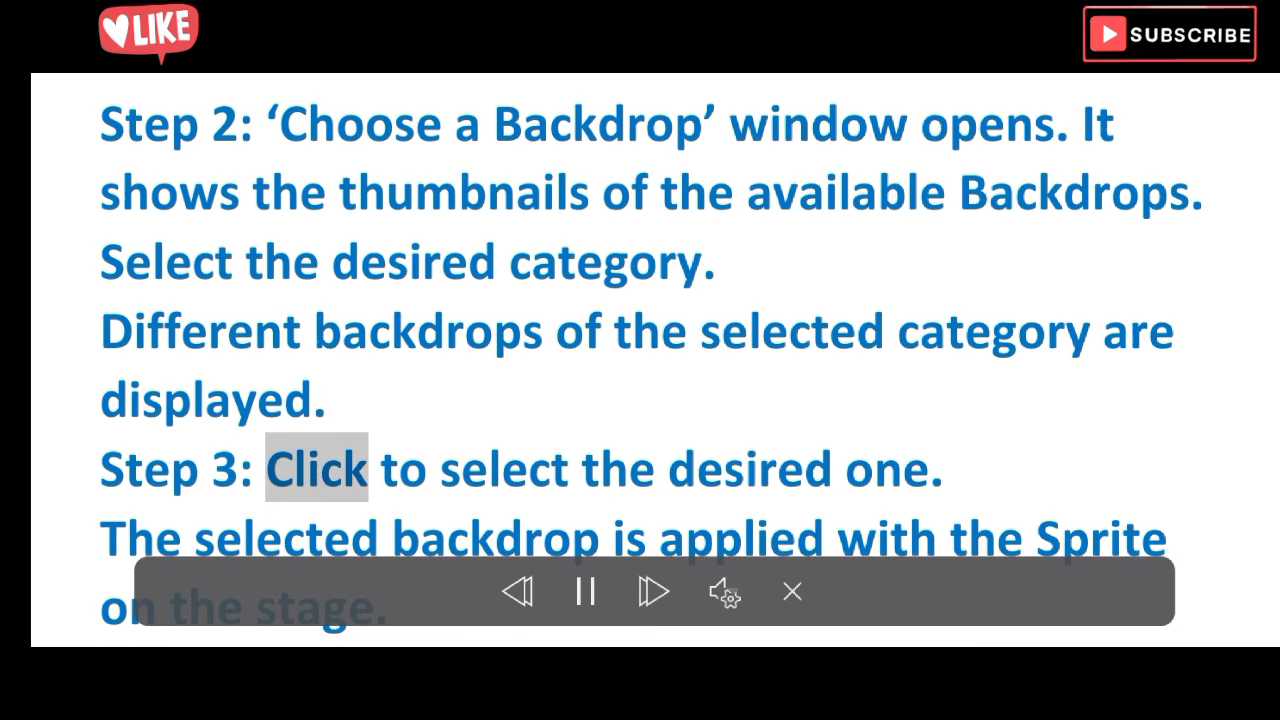 LIKE
SUBSCRIBE
Step 2: ‘Choose a Backdrop’ window opens. It
shows the thumbnails of the available Backdrops.
Select the desired category.
Different backdrops of the selected category are
displayed.
Step 3: Click to select the desired one.
The selected backdrop is applied with the Sprite
on the stage.